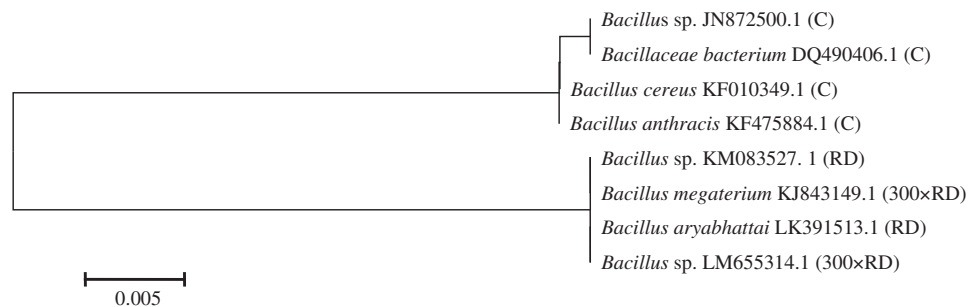 Bacillus sp. JN872500.1 (C)
Bacillaceae bacterium DQ490406.1 (C)
Bacillus cereus KF010349.1 (C)
Bacillus anthracis KF475884.1 (C)
Bacillus sp. KM083527. 1 (RD)
Bacillus megaterium KJ843149.1 (300×RD)
Bacillus aryabhattai LK391513.1 (RD)
Bacillus sp. LM655314.1 (300×RD)
0.005